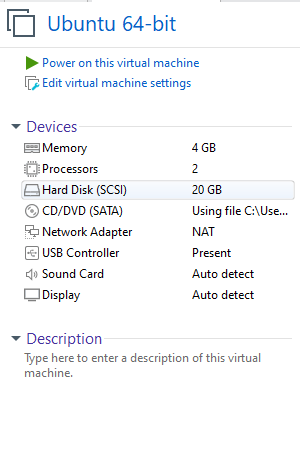 Ubuntu 64-bit
Power on this virtual machine
Edit virtual machine settings
Devices
Memory 4 GB
Processors 2
Hard Disk (SCSI) 20 GB
CD/DVD (SATA) Using file C:\Use...
Network Adapter NAT
USB Controller Present
Sound Card Auto detect
Display Auto detect
Description
Type here to enter a description of this virtual
machine.